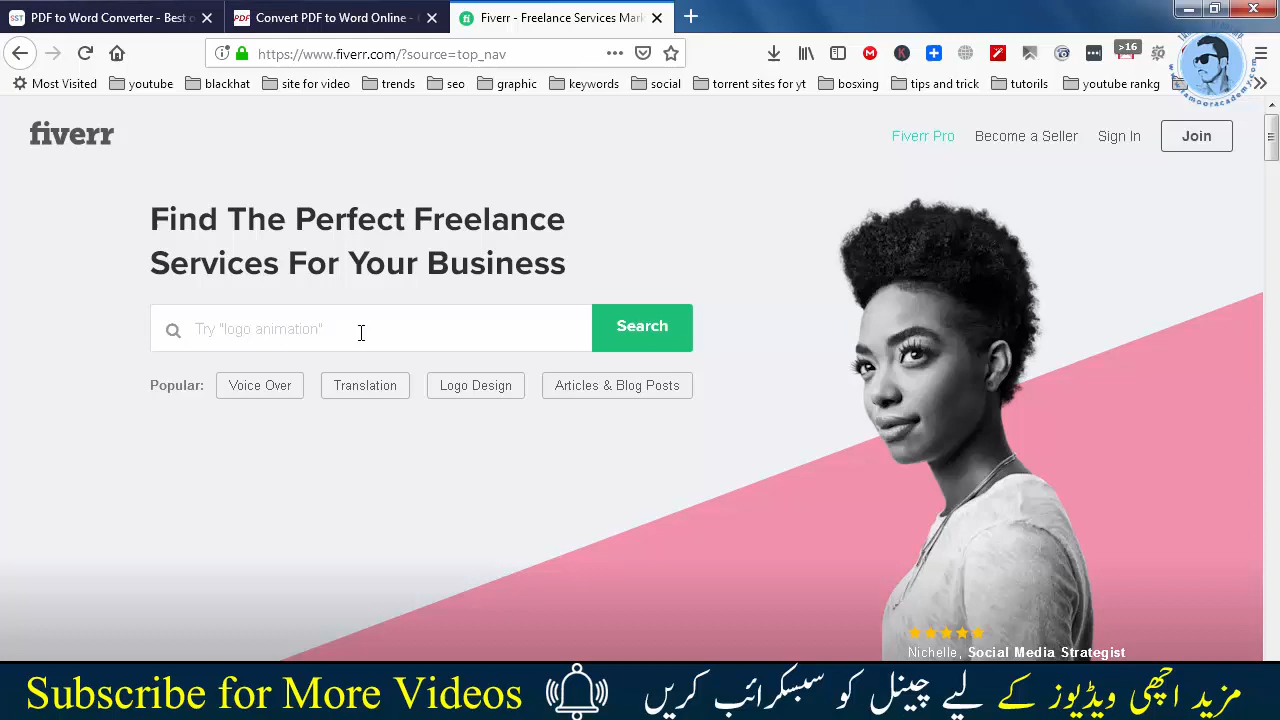 PDF to Word Converter - Best o
Convert PDF to Word Online -
Fiverr - Freelance Services Mark
https://www.fiverr.com/?source=top_nav
>16
Most Visited
youtube
blackhat
site for video
trends
seo
graphic
keywords
social
torrent sites for yt
bosxing
tips and trick
tutorils
youtube rankg
fiverr
Fiverr Pro
Become a Seller
Sign In
Join
Find The Perfect Freelance
Services For Your Business
Try "logo animation"
Search
Popular:
Voice Over
Translation
Logo Design
Articles & Blog Posts
Nichelle, Social Media Strategist
Subscribe for More Videos
مزید اچھی ویڈیوز کے لیے چینل کو سبسکرائب کریں